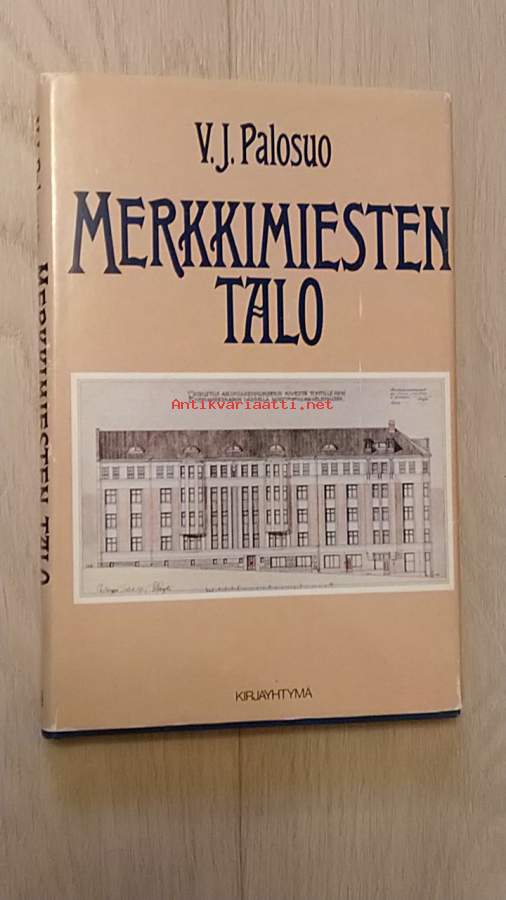 V.J. Palosuo
MERKKIMIESTEN
TALO
Antikvariaatti.net
KIRJAYHTYMÄ
MERKKIMIESTEN TALO